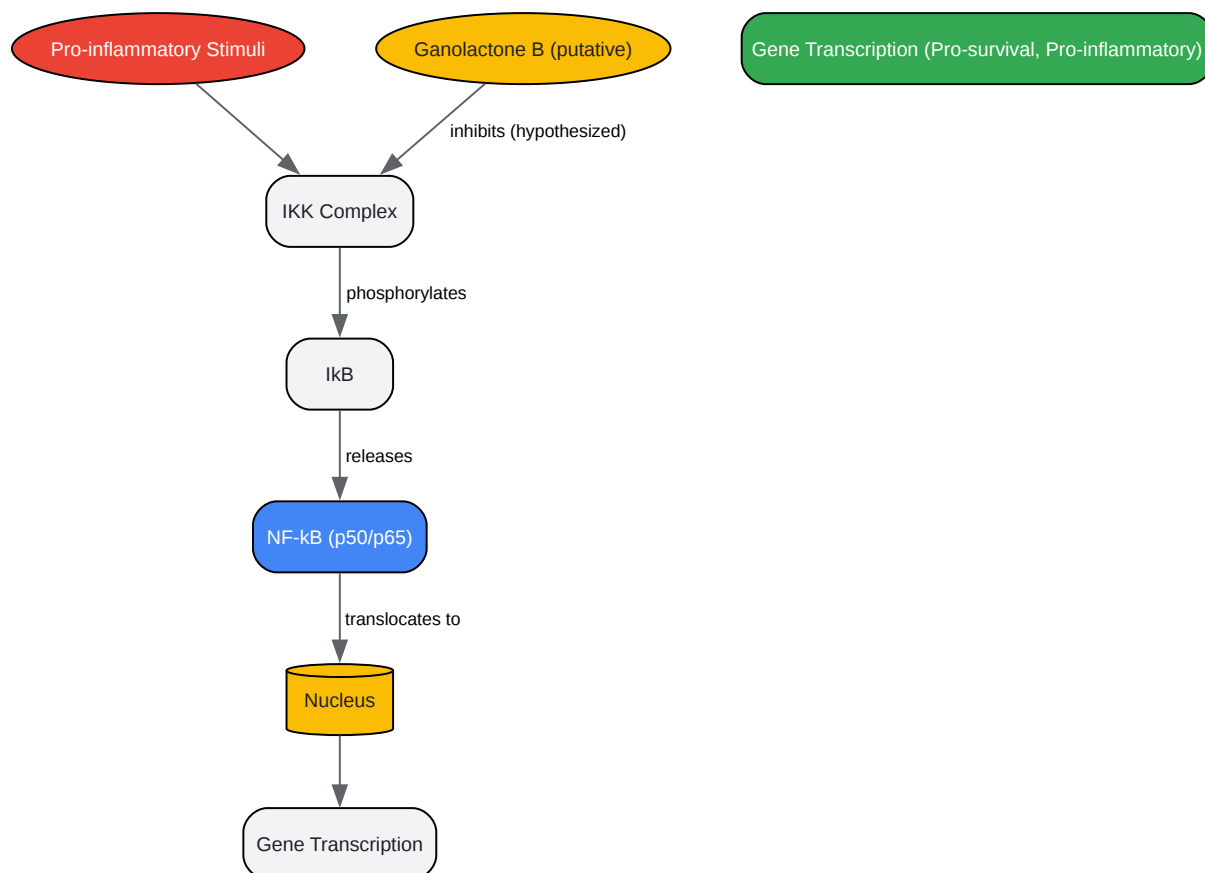 Pro-inflammatory Stimuli
Ganolactone B (putative)
Gene Transcription (Pro-survival, Pro-inflammatory)
inhibits (hypothesized)
IKK Complex
phosphorylates
IkB
releases
NF-kB (p50/p65)
translocates to
Nucleus
Gene Transcription